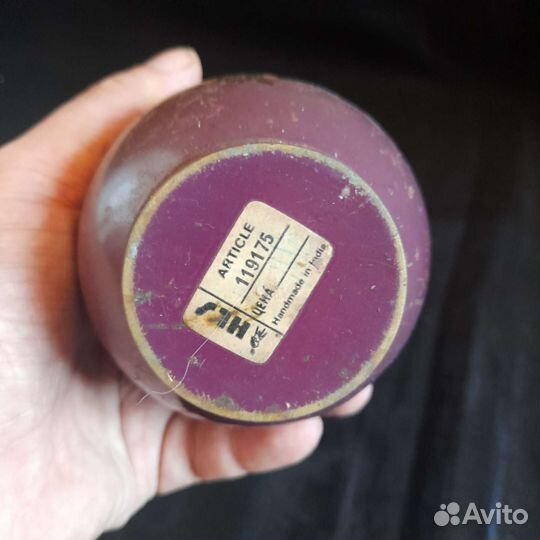 ARTICLE
119175
ЦЕНА
Handmade in India
Avito